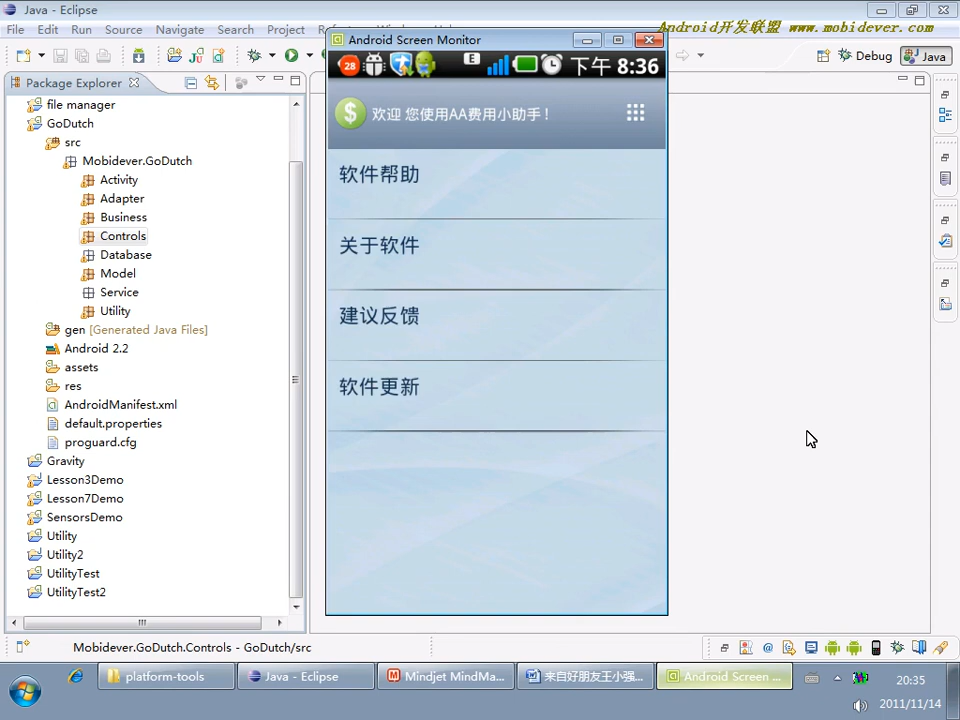 Java - Eclipse
File Edit Run Source Navigate Search Project
Android开发联盟 www.mobidever.com
Debug Java
Package Explorer
file manager
GoDutch
src
Mobidever.GoDutch
Activity
Adapter
Business
Controls
Database
Model
Service
Utility
gen [Generated Java Files]
Android 2.2
assets
res
AndroidManifest.xml
default.properties
proguard.cfg
Gravity
Lesson3Demo
Lesson7Demo
SensorsDemo
Utility
Utility2
UtilityTest
UtilityTest2
Android Screen Monitor
28 E 下午 8:36
欢迎 您使用AA费用小助手！
软件帮助
关于软件
建议反馈
软件更新
Mobidever.GoDutch.Controls - GoDutch/src
platform-tools
Java - Eclipse
Mindjet MindMa...
来自好朋友王小强...
Android Screen ...
20:35
2011/11/14